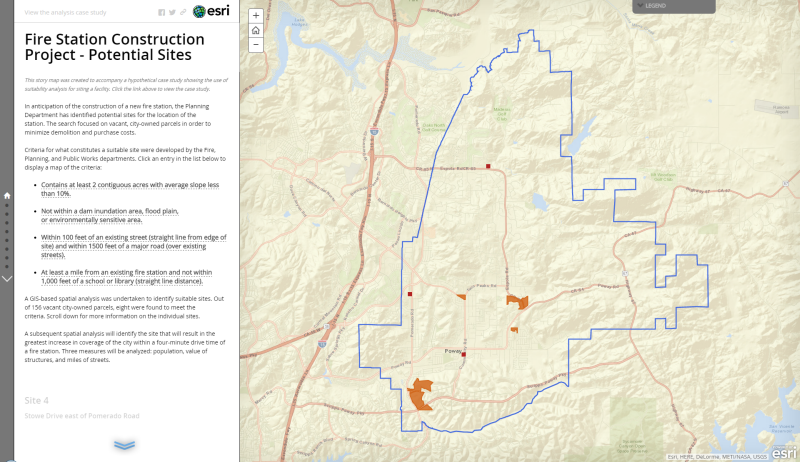 View the analysis case study
esri
Fire Station Construction
Project - Potential Sites
This story map was created to accompany a hypothetical case study showing the use of
suitability analysis for siting a facility. Click the link above to view the case study.
In anticipation of the construction of a new fire station, the Planning
Department has identified potential sites for the location of the
station. The search focused on vacant, city-owned parcels in order to
minimize demolition and purchase costs.
Criteria for what constitutes a suitable site were developed by the Fire,
Planning, and Public Works departments. Click an entry in the list below to
display a map of the criteria:
Contains at least 2 contiguous acres with average slope less
than 10%.
Not within a dam inundation area, flood plain,
or environmentally sensitive area.
Within 100 feet of an existing street (straight line from edge of
site) and within 1500 feet of a major road (over existing
streets).
At least a mile from an existing fire station and not within
1,000 feet of a school or library (straight line distance).
A GIS-based spatial analysis was undertaken to identify suitable sites. Out
of 156 vacant city-owned parcels, eight were found to meet the
criteria. Scroll down for more information on the individual sites.
A subsequent spatial analysis will identify the site that will result in the
greatest increase in coverage of the city within a four-minute drive time of
a fire station. Three measures will be analyzed: population, value of
structures, and miles of streets.
Site 4
Stowe Drive east of Pomerado Road
+
−
LEGEND
Poway
Esri, HERE, DeLorme, METI/NASA, USGS
esri